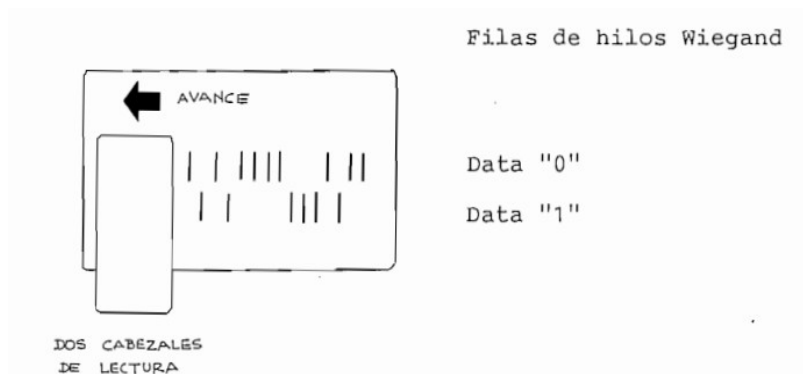 Filas de hilos Wiegand
AVANCE
Data "0"
Data "1"
DOS CABEZALES
DE LECTURA